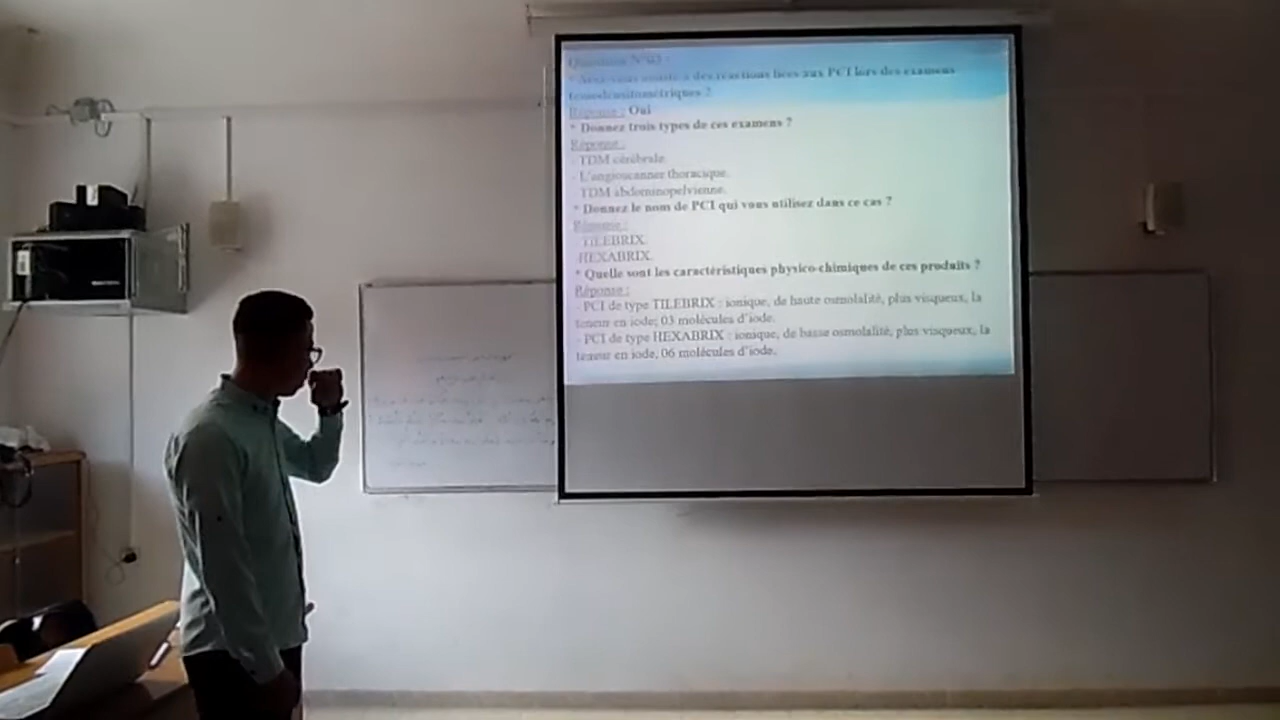 Question N°03 :
* Avez-vous assisté à des réactions liées aux PCI lors des examens
tomodensitométriques ?
Réponse : Oui
* Donnez trois types de ces examens ?
Réponse :
- TDM cérébrale.
- L'angioscanner thoracique.
TDM abdominopelvienne.
* Donnez le nom de PCI qui vous utilisez dans ce cas ?
Réponse :
TILEBRIX.
HEXABRIX.
* Quelle sont les caractéristiques physico-chimiques de ces produits ?
Réponse :
- PCI de type TILEBRIX : ionique, de haute osmolalité, plus visqueux, la
teneur en iode; 03 molécules d'iode.
- PCI de type HEXABRIX : ionique, de basse osmolalité, plus visqueux, la
teneur en iode, 06 molécules d'iode.